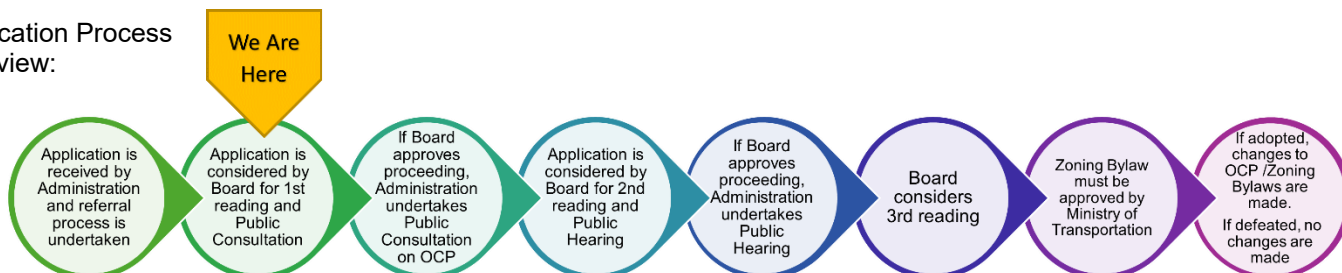 cation Process
view:
We Are
Here
Application is
received by
Administration
and referral
process is
undertaken
Application is
considered by
Board for 1st
reading and
Public
Consultation
If Board
approves
proceeding,
Administration
undertakes
Public
Consultation
on OCP
Application is
considered by
Board for 2nd
reading and
Public
Hearing
If Board
approves
proceeding,
Administration
undertakes
Public
Hearing
Board
considers
3rd reading
Zoning Bylaw
must be
approved by
Ministry of
Transportation
If adopted,
changes to
OCP /Zoning
Bylaws are
made.
If defeated, no
changes are
made